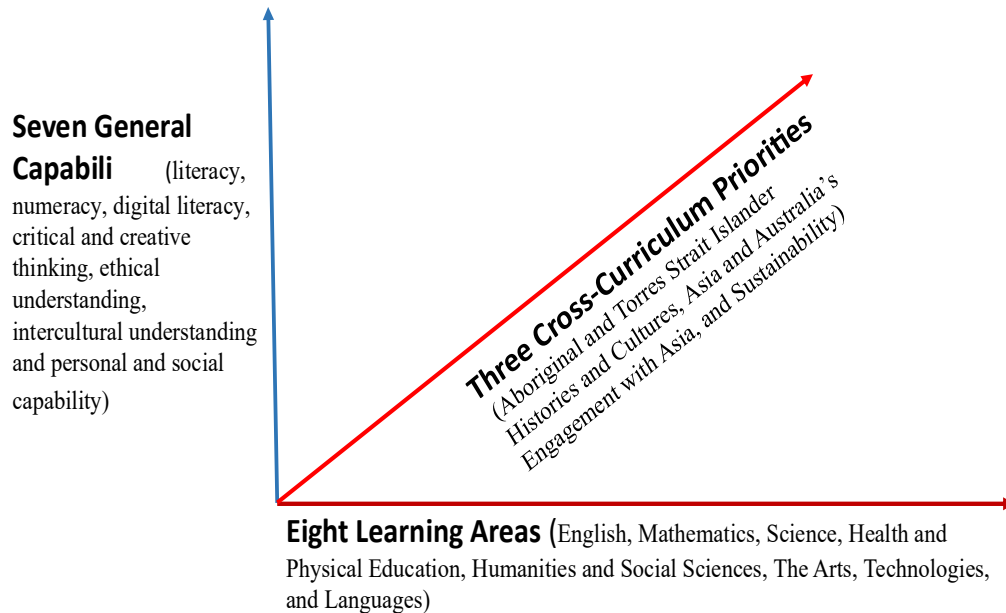 Seven General
Capabili (literacy,
numeracy, digital literacy,
critical and creative
thinking, ethical
understanding,
intercultural understanding
and personal and social
capability)
Three Cross-Curriculum Priorities
(Aboriginal and Torres Strait Islander
Histories and Cultures, Asia and Australia’s
Engagement with Asia, and Sustainability)
Eight Learning Areas (English, Mathematics, Science, Health and
Physical Education, Humanities and Social Sciences, The Arts, Technologies,
and Languages)